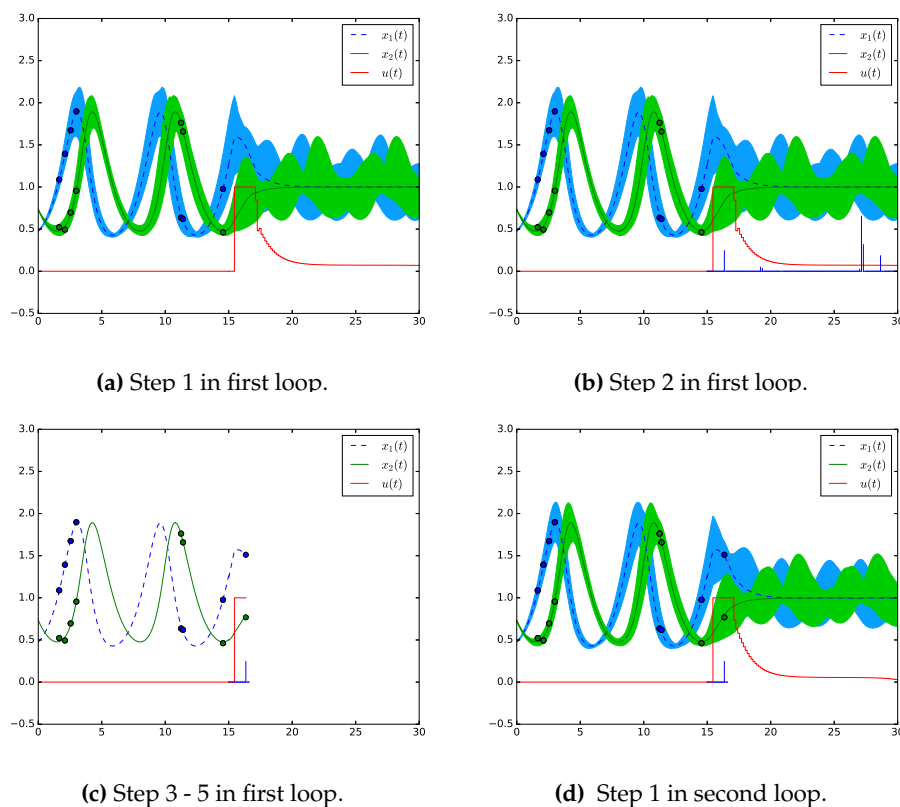 3.0
2.5
2.0
1.5
1.0
0.5
0.0
−0.5
0 5 10 15 20 25 30
x₁(t)
x₂(t)
u(t)
(a) Step 1 in first loop.
3.0
2.5
2.0
1.5
1.0
0.5
0.0
−0.5
0 5 10 15 20 25 30
x₁(t)
x₂(t)
u(t)
(b) Step 2 in first loop.
3.0
2.5
2.0
1.5
1.0
0.5
0.0
−0.5
0 5 10 15 20 25 30
x₁(t)
x₂(t)
u(t)
(c) Step 3 - 5 in first loop.
3.0
2.5
2.0
1.5
1.0
0.5
0.0
−0.5
0 5 10 15 20 25 30
x₁(t)
x₂(t)
u(t)
(d) Step 1 in second loop.